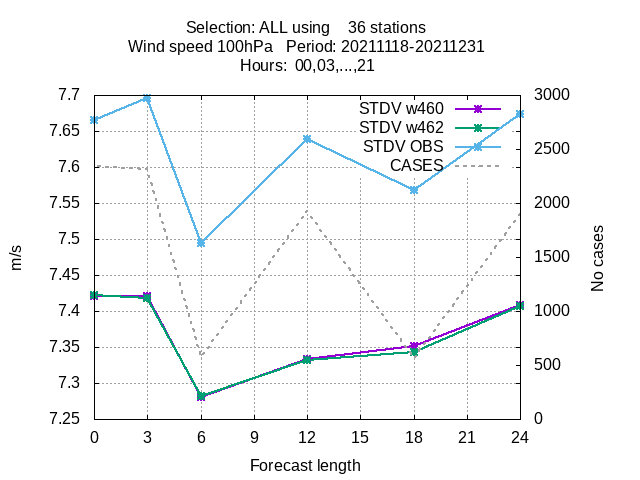 Selection: ALL using    36 stations
Wind speed 100hPa   Period: 20211118-20211231
Hours:  00,03,...,21
STDV w460
STDV w462
STDV OBS
CASES
7.7
7.65
7.6
7.55
7.5
7.45
7.4
7.35
7.3
7.25
m/s
3000
2500
2000
1500
1000
500
0
No cases
0 3 6 9 12 15 18 21 24
Forecast length